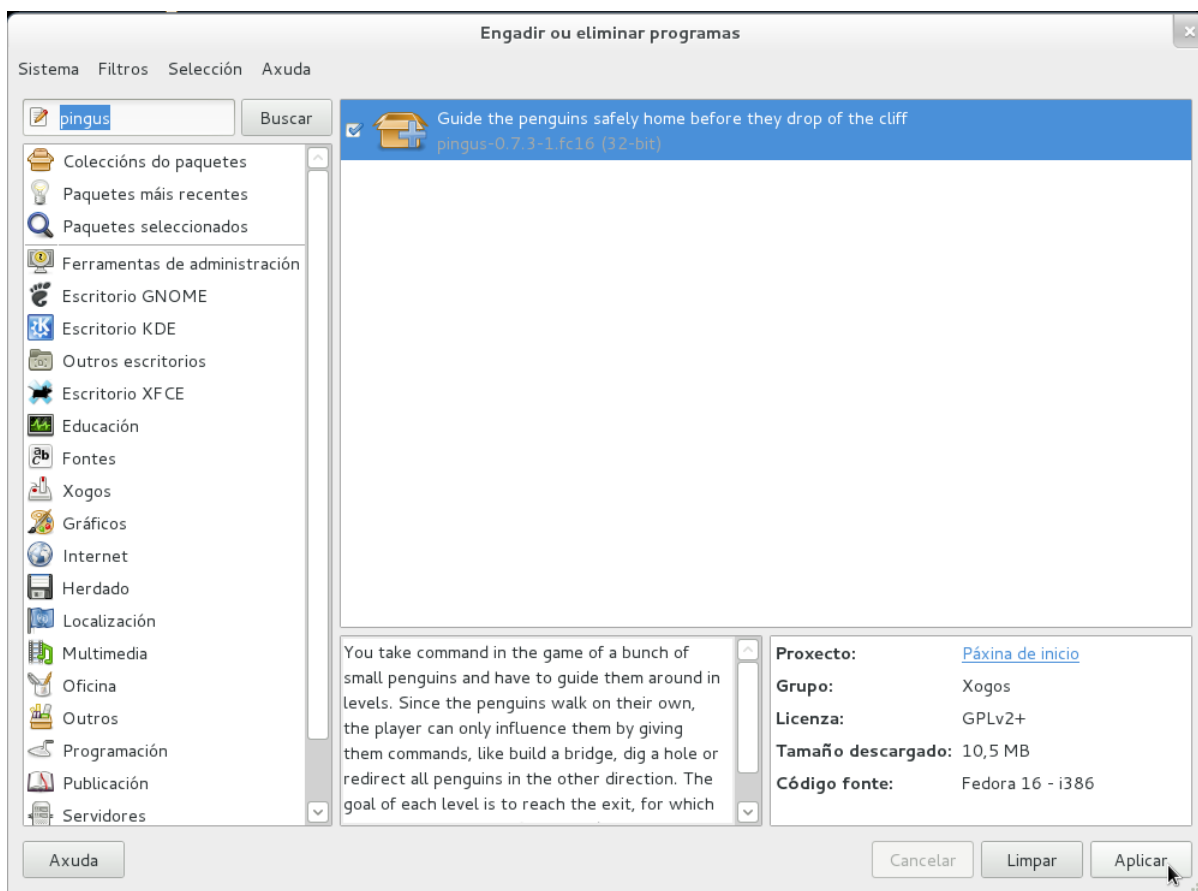 Engadir ou eliminar programas
Sistema Filtros Selección Axuda
pingus Buscar
Coleccións do paquetes
Paquetes máis recentes
Paquetes seleccionados
Ferramentas de administración
Escritorio GNOME
Escritorio KDE
Outros escritorios
Escritorio XFCE
Educación
Fontes
Xogos
Gráficos
Internet
Herdado
Localización
Multimedia
Oficina
Outros
Programación
Publicación
Servidores
Guide the penguins safely home before they drop of the cliff
pingus-0.7.3-1.fc16 (32-bit)
You take command in the game of a bunch of
small penguins and have to guide them around in
levels. Since the penguins walk on their own,
the player can only influence them by giving
them commands, like build a bridge, dig a hole or
redirect all penguins in the other direction. The
goal of each level is to reach the exit, for which
Proxecto: Páxina de inicio
Grupo: Xogos
Licenza: GPLv2+
Tamaño descargado: 10,5 MB
Código fonte: Fedora 16 - i386
Axuda Cancelar Limpar Aplicar